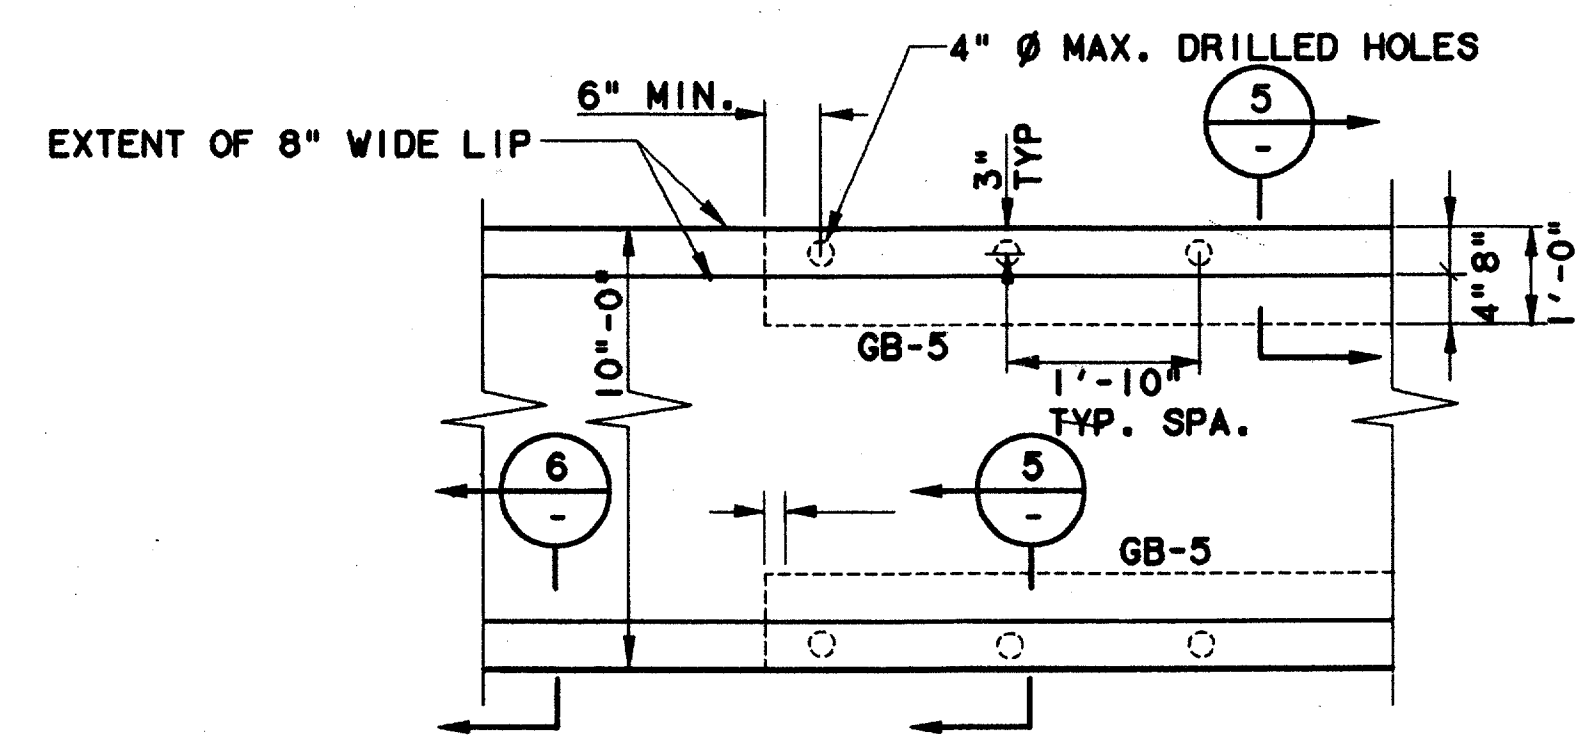 4" Ø MAX. DRILLED HOLES
6" MIN.
5
-
EXTENT OF 8" WIDE LIP
3"
TYP
8"
4"
1'-0"
10"-0"
GB-5
1'-10"
TYP. SPA.
6
-
5
-
GB-5